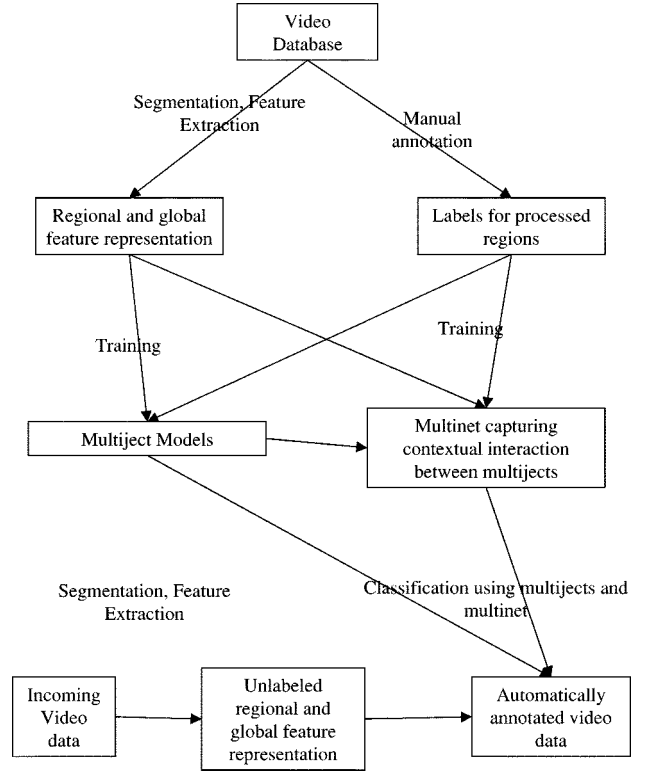 Video
Database
Segmentation, Feature
Extraction
Manual
annotation
Regional and global
feature representation
Labels for processed
regions
Training
Training
Multiject Models
Multinet capturing
contextual interaction
between multijects
Segmentation, Feature
Extraction
Classification using multijects and
multinet
Incoming
Video
data
Unlabeled
regional and
global feature
representation
Automatically
annotated video
data